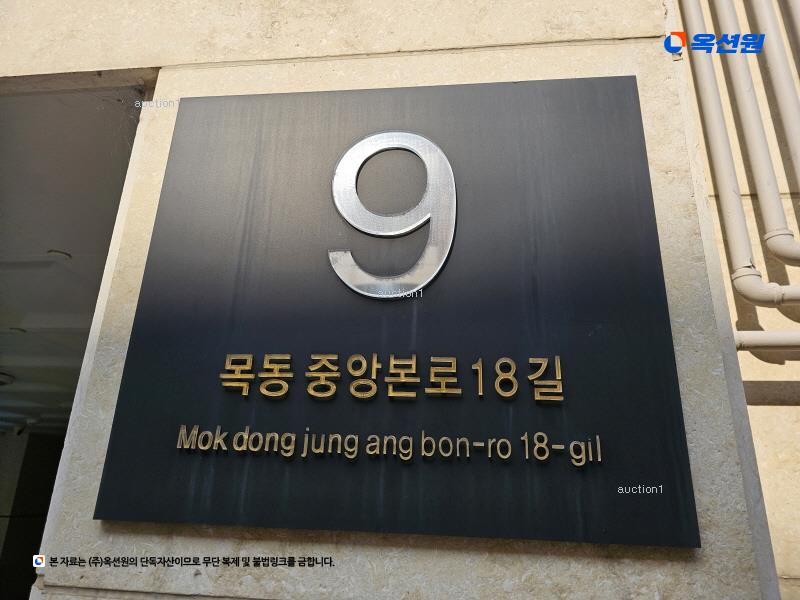 옥션원
auction1
9
auction1
목동 중앙본로 18길
Mok dong jung ang bon-ro 18-gil
auction1
본 자료는 (주)옥션원의 단독자산이므로 무단 복제 및 불법링크를 금합니다.